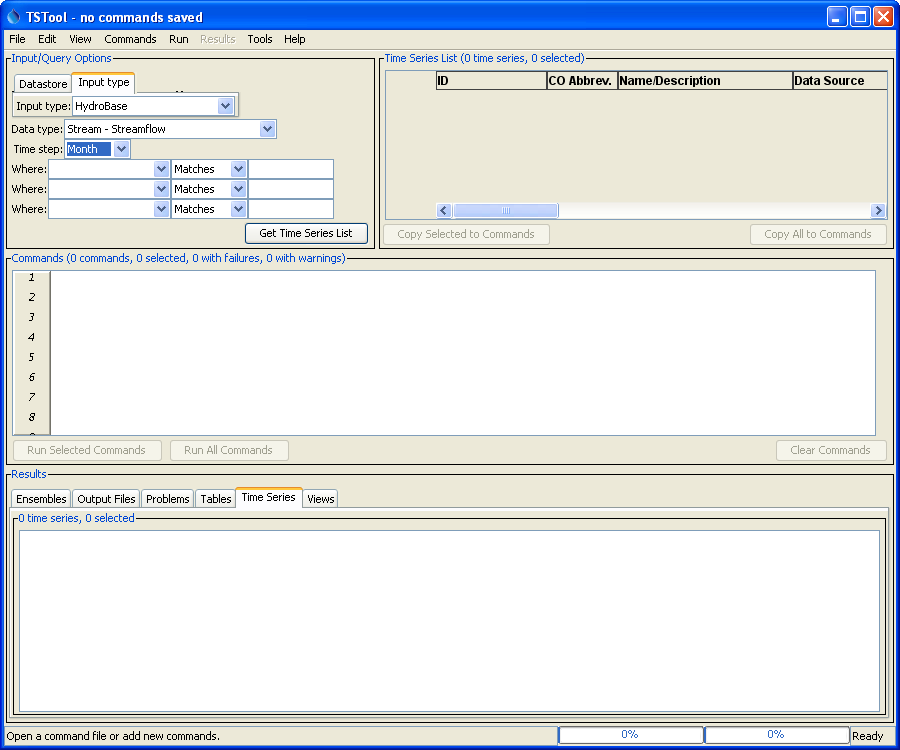 TSTool - no commands saved
File Edit View Commands Run Results Tools Help
Input/Query Options
Datastore Input type
Input type: HydroBase
Data type: Stream - Streamflow
Time step: Month
Where: Matches
Where: Matches
Where: Matches
Get Time Series List
Time Series List (0 time series, 0 selected)
ID CO Abbrev. Name/Description Data Source
Copy Selected to Commands Copy All to Commands
Commands (0 commands, 0 selected, 0 with failures, 0 with warnings)
1
2
3
4
5
6
7
8
Run Selected Commands Run All Commands Clear Commands
Results
Ensembles Output Files Problems Tables Time Series Views
0 time series, 0 selected
Open a command file or add new commands. 0% 0% Ready